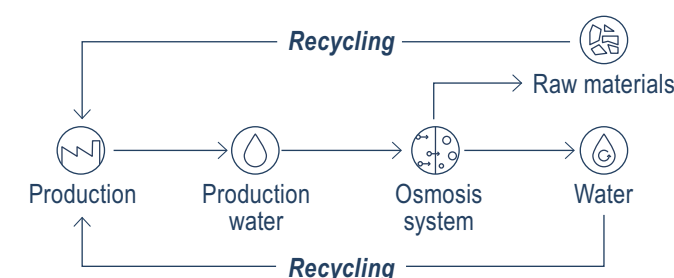 Recycling
Raw materials
Production
Production
water
Osmosis
system
Water
Recycling